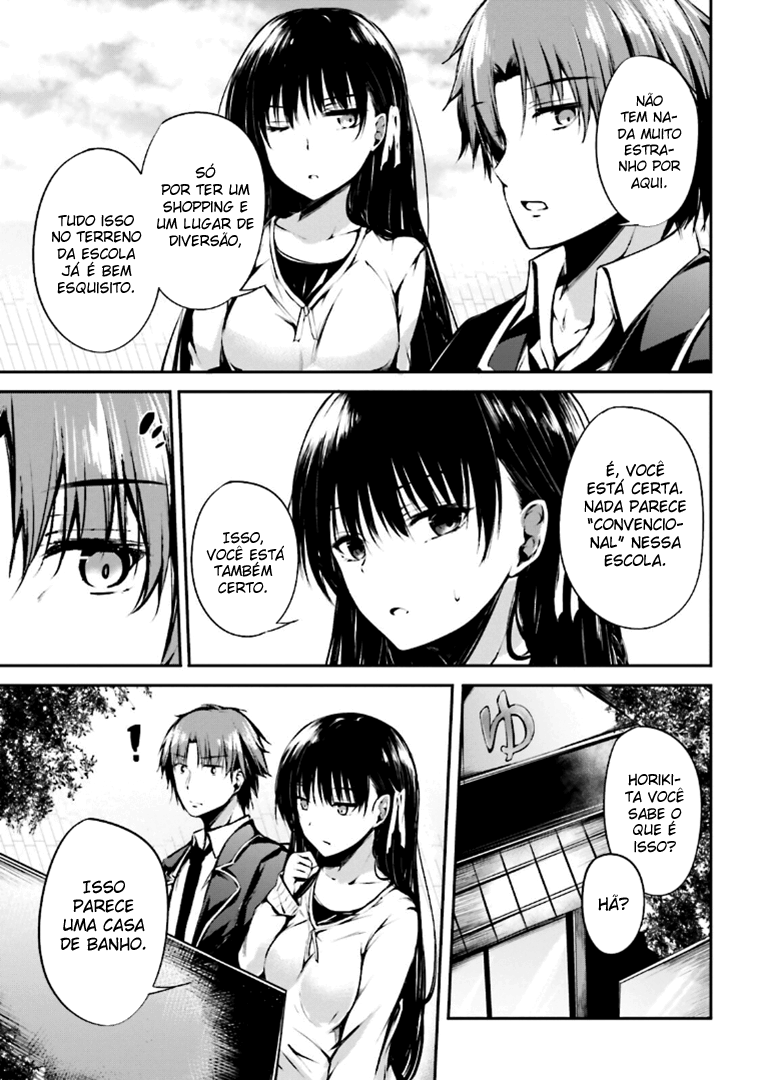 NÃO
TEM NA-
DA MUITO
ESTRA-
NHO POR
AQUI.
SÓ
POR TER UM
SHOPPING E
UM LUGAR DE
DIVERSÃO,
TUDO ISSO
NO TERRENO
DA ESCOLA
JÁ É BEM
ESQUISITO.
É, VOCÊ
ESTÁ CERTA.
NADA PARECE
“CONVENCIO-
NAL” NESSA
ESCOLA.
ISSO,
VOCÊ ESTÁ
TAMBÉM
CERTO.
ゆ
HORIKI-
TA VOCÊ
SABE O
QUE É
ISSO?
HÃ?
!
ISSO
PARECE
UMA CASA
DE BANHO.